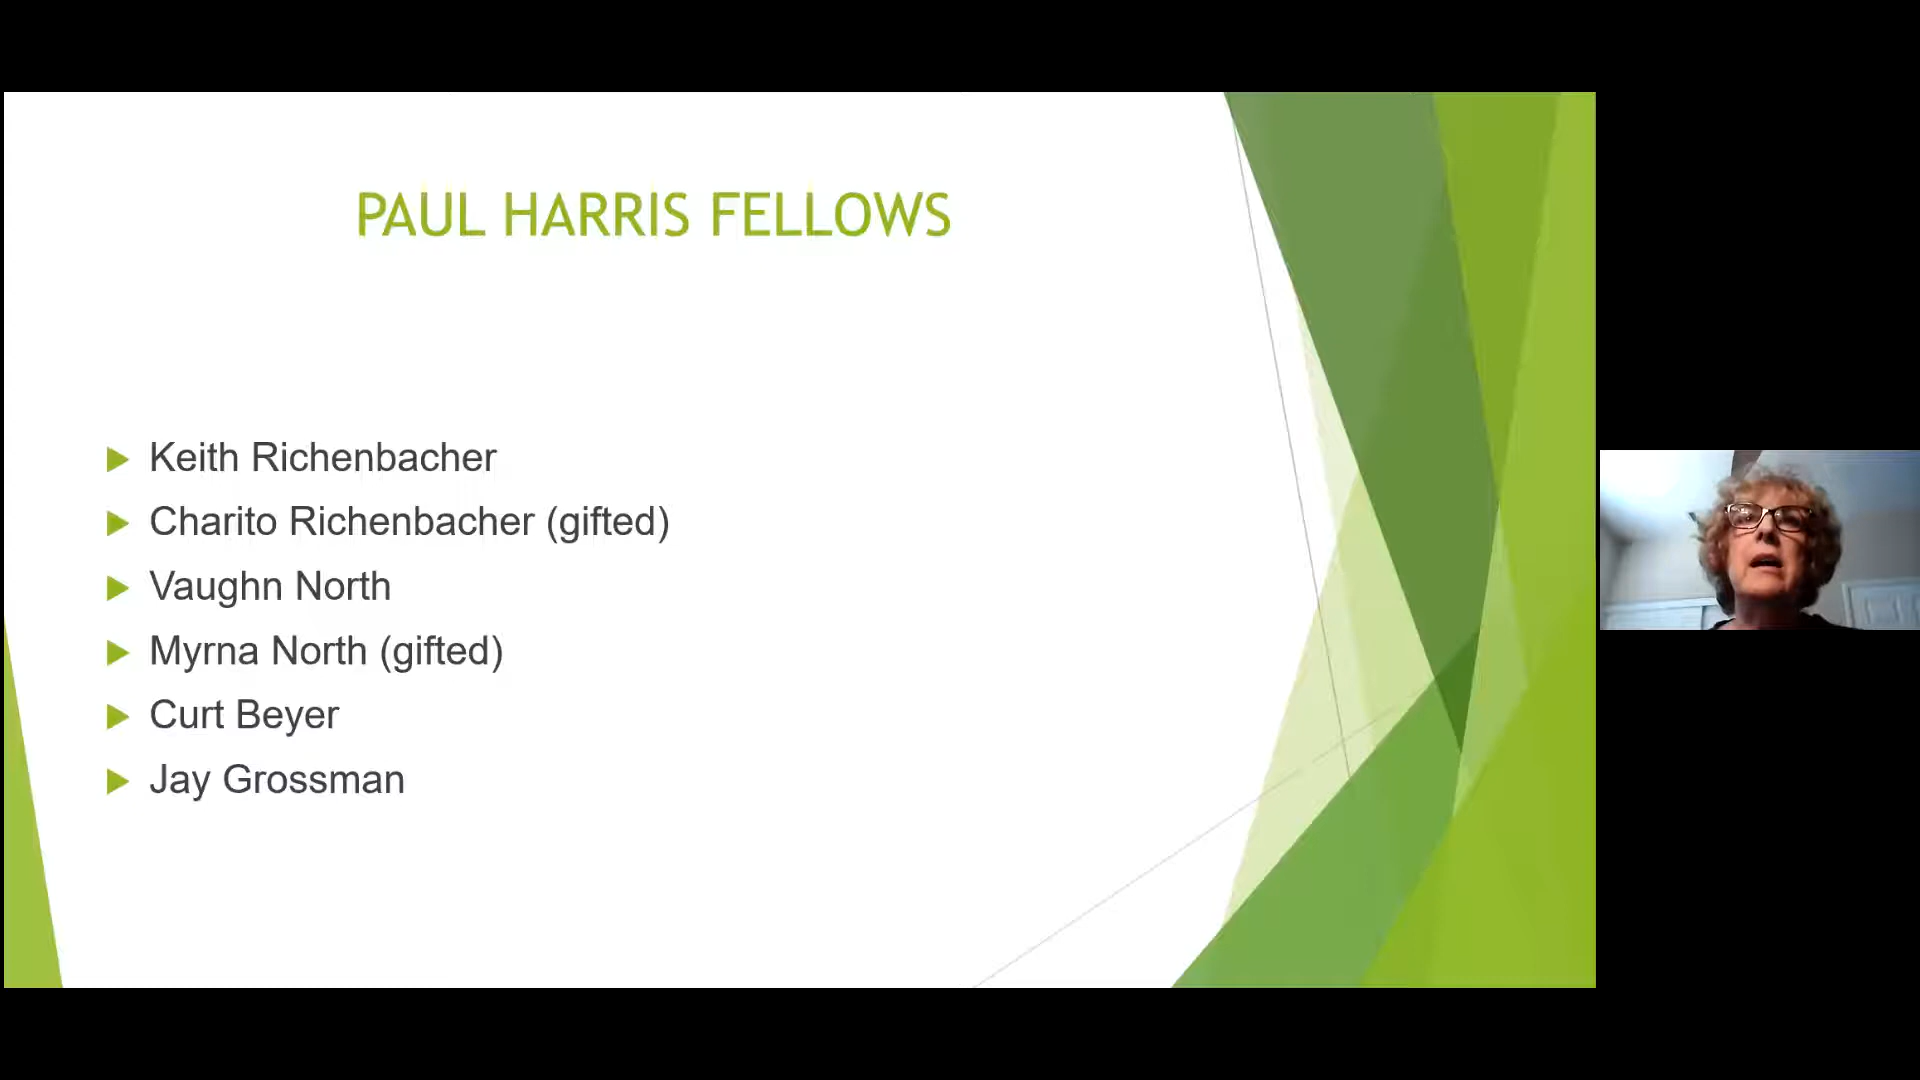 PAUL HARRIS FELLOWS
Keith Richenbacher
Charito Richenbacher (gifted)
Vaughn North
Myrna North (gifted)
Curt Beyer
Jay Grossman